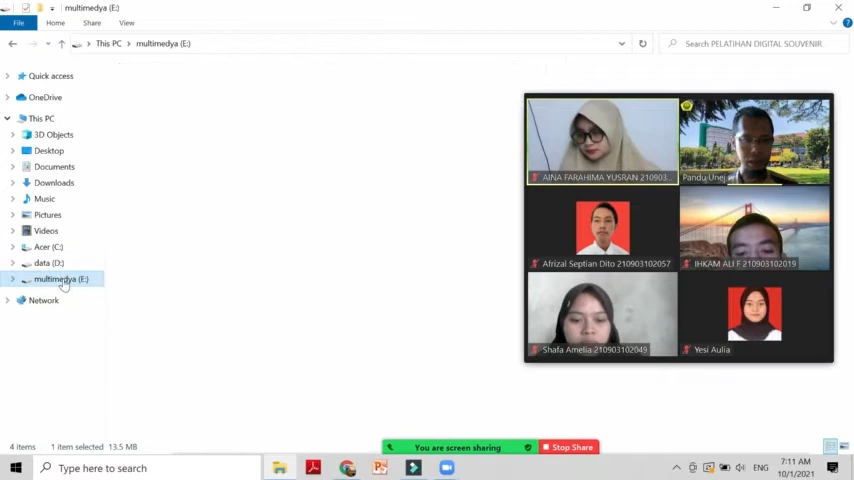 multimedya (E:)
File
Home
Share
View
This PC
multimedya (E:)
Search PELATIHAN DIGITAL SOUVENIR
Quick access
OneDrive
This PC
3D Objects
Desktop
Documents
Downloads
Music
Pictures
Videos
Acer (C:)
data (D:)
multimedya (E:)
Network
AINA FARAHIMA YUSRAN 210903...
Pandu Unej
Afrizal Septian Dito 210903102057
IHKAM ALI F 210903102019
Shafa Amelia 210903102049
Yesi Aulia
4 items 1 item selected 13.5 MB
You are screen sharing
Stop Share
Type here to search
ENG
7:11 AM
10/1/2021